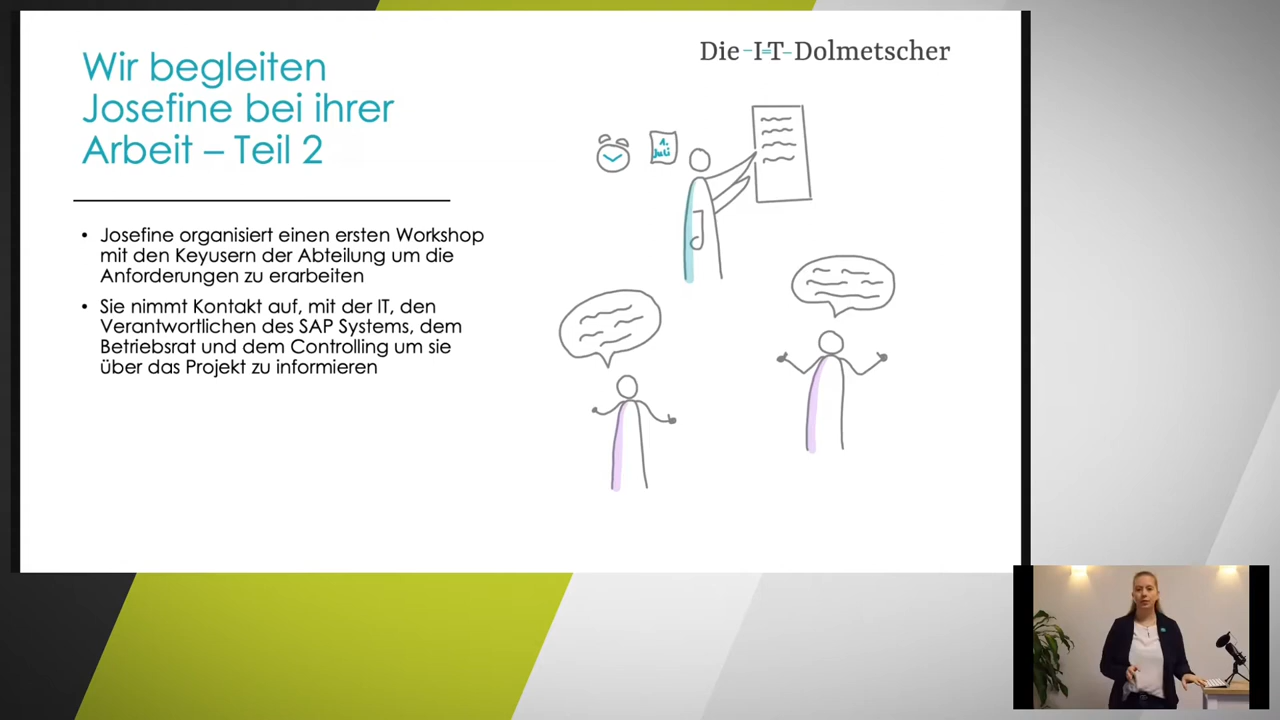 Wir begleiten
Josefine bei ihrer
Arbeit – Teil 2
Die-I-T-Dolmetscher
1.
Juli
• Josefine organisiert einen ersten Workshop
mit den Keyusern der Abteilung um die
Anforderungen zu erarbeiten
• Sie nimmt Kontakt auf, mit der IT, den
Verantwortlichen des SAP Systems, dem
Betriebsrat und dem Controlling um sie
über das Projekt zu informieren